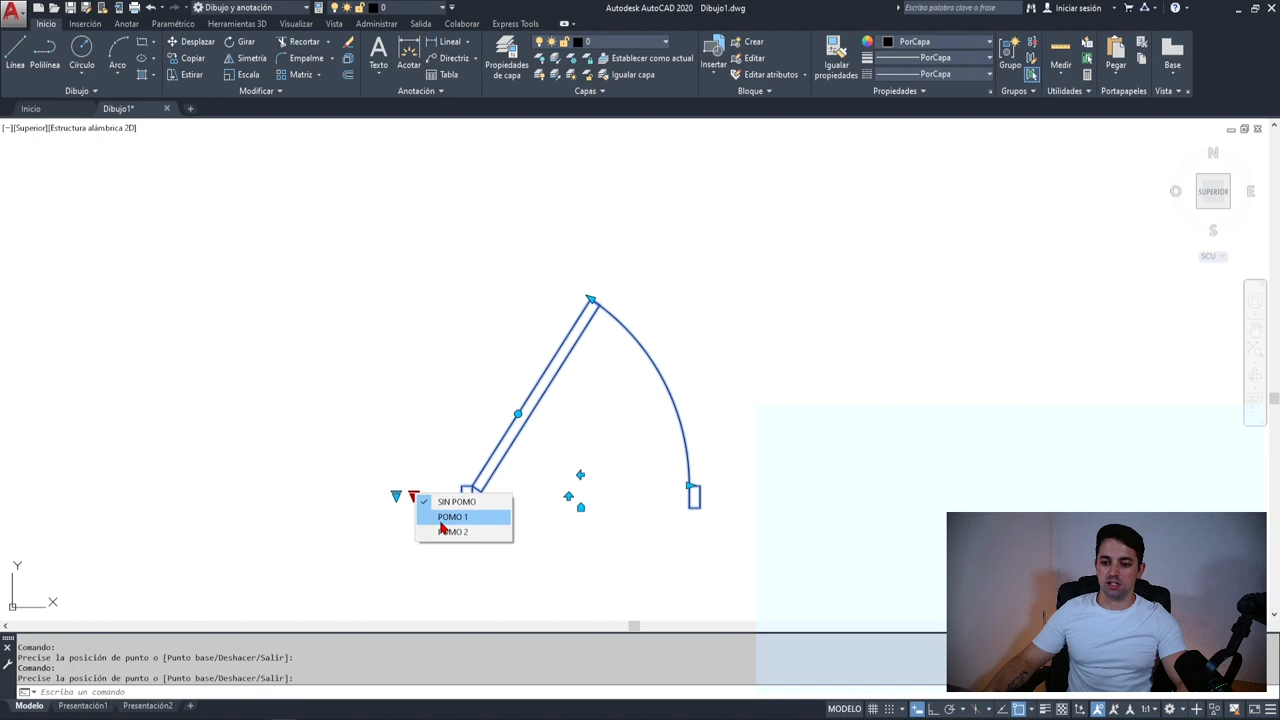 Dibujo y anotación
0
Autodesk AutoCAD 2020 Dibujo1.dwg
Escriba palabra clave o frase
Iniciar sesión
Inicio Inserción Anotar Paramétrico Herramientas 3D Visualizar Vista Administrar Salida Colaborar Express Tools
Línea
Polilínea
Círculo
Arco
Dibujo
Desplazar
Copiar
Estirar
Girar
Simetría
Escala
Recortar
Empalme
Matriz
Modificar
Texto
Acotar
Lineal
Directriz
Tabla
Anotación
Propiedades
de capa
0
Establecer como actual
Igualar capa
Capas
Insertar
Crear
Editar
Editar atributos
Bloque
Igualar
propiedades
PorCapa
PorCapa
PorCapa
Propiedades
Grupo
Grupos
Medir
Utilidades
Pegar
Portapapeles
Base
Vista
Inicio
Dibujo1*
[−][Superior][Estructura alámbrica 2D]
N
O
SUPERIOR
E
S
SCU
SIN POMO
POMO 1
POMO 2
Y
X
Comando:
Precise la posición de punto o [Punto base/Deshacer/Salir]:
Comando:
Precise la posición de punto o [Punto base/Deshacer/Salir]:
Escriba un comando
Modelo Presentación1 Presentación2
MODELO
1:1